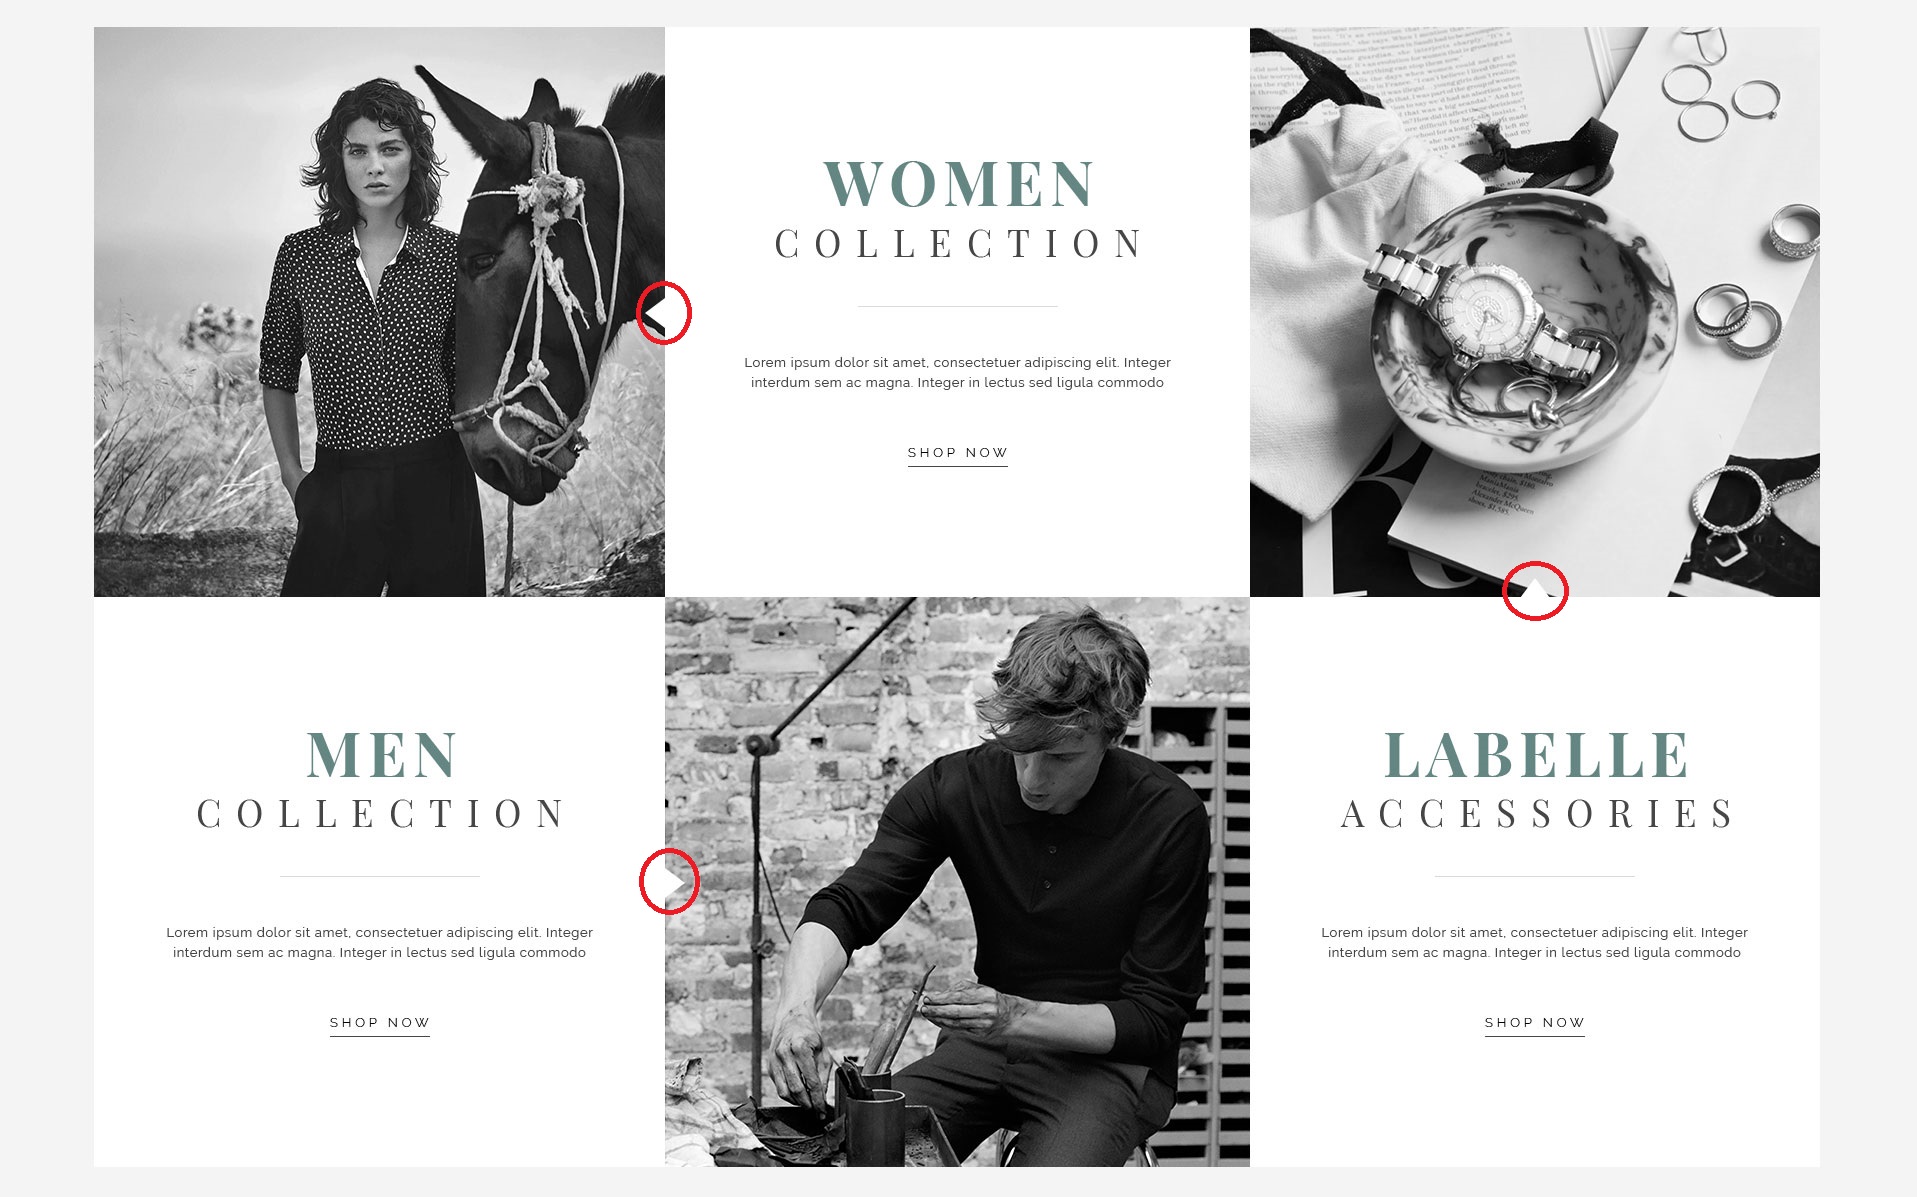 WOMEN
COLLECTION
Lorem ipsum dolor sit amet, consectetuer adipiscing elit. Integer
interdum sem ac magna. Integer in lectus sed ligula commodo
SHOP NOW
MEN
COLLECTION
Lorem ipsum dolor sit amet, consectetuer adipiscing elit. Integer
interdum sem ac magna. Integer in lectus sed ligula commodo
SHOP NOW
LABELLE
ACCESSORIES
Lorem ipsum dolor sit amet, consectetuer adipiscing elit. Integer
interdum sem ac magna. Integer in lectus sed ligula commodo
SHOP NOW